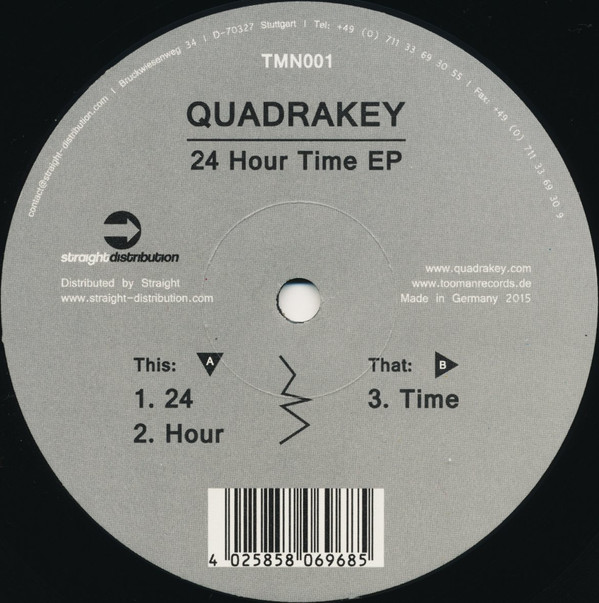 contact@straight-distribution.com | Bruckwiesenweg 34 | D-70327 Stuttgart | Tel: +49 (0) 711 33 69 30 55 | Fax: +49 (0) 711 33 69 30 9
TMN001
QUADRAKEY
24 Hour Time EP
straightdistribution
Distributed by Straight
www.straight-distribution.com
www.quadrakey.com
www.toomanrecords.de
Made in Germany 2015
This: A
1. 24
2. Hour
That: B
3. Time
4 025858 069685